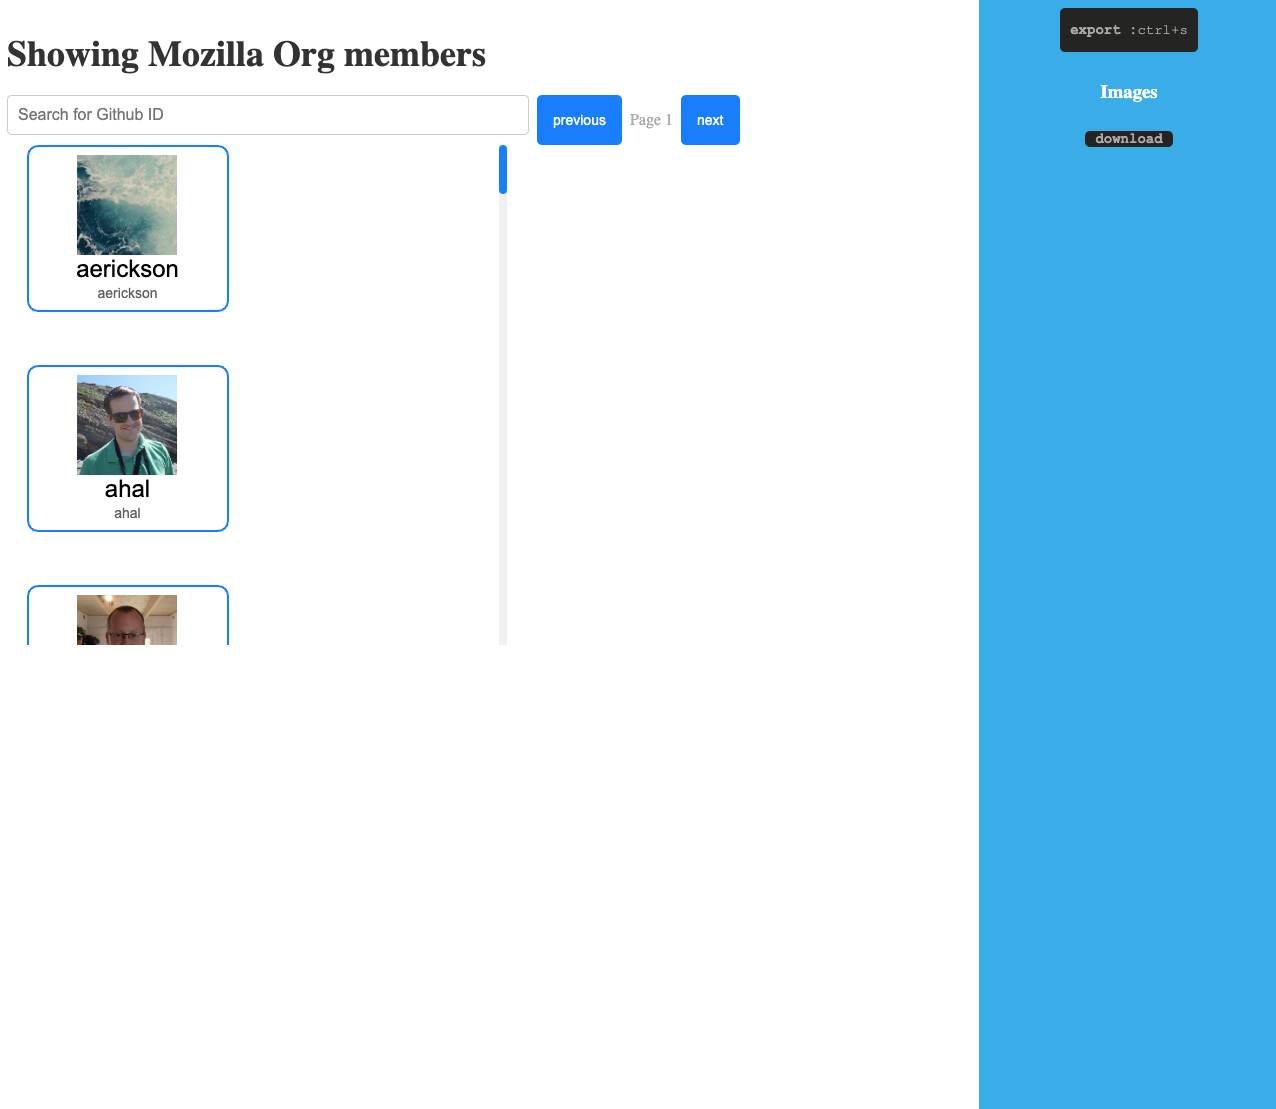 Showing Mozilla Org members
Search for Github ID
previous
Page 1
next
aerickson
aerickson
ahal
ahal
export :ctrl+s
Images
download